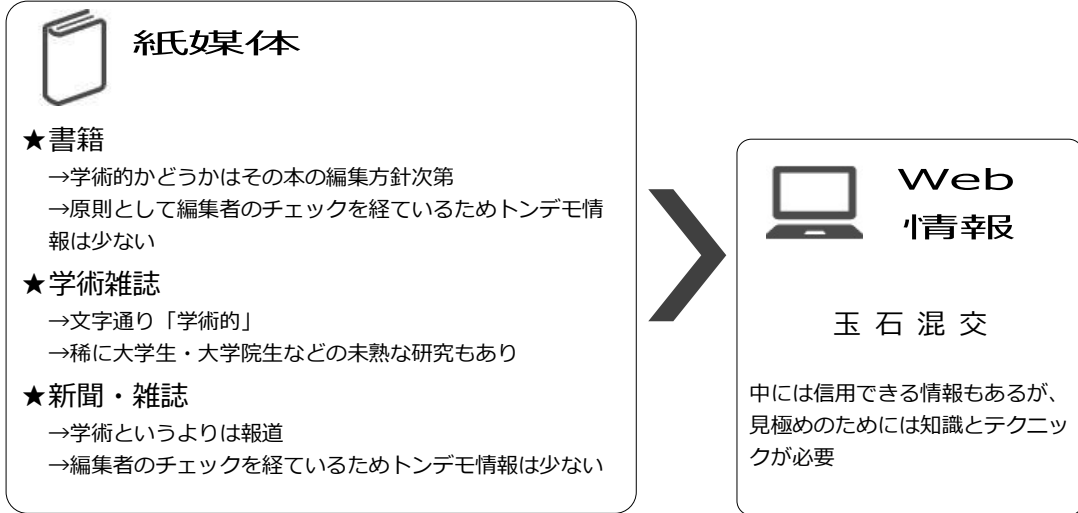 紙媒体
★書籍
→学術的かどうかはその本の編集方針次第
→原則として編集者のチェックを経ているためトンデモ情
報は少ない
★学術雑誌
→文字通り「学術的」
→稀に大学生・大学院生などの未熟な研究もあり
★新聞・雑誌
→学術というよりは報道
→編集者のチェックを経ているためトンデモ情報は少ない
Web
情報
玉石混交
中には信用できる情報もあるが、
見極めのためには知識とテクニッ
クが必要